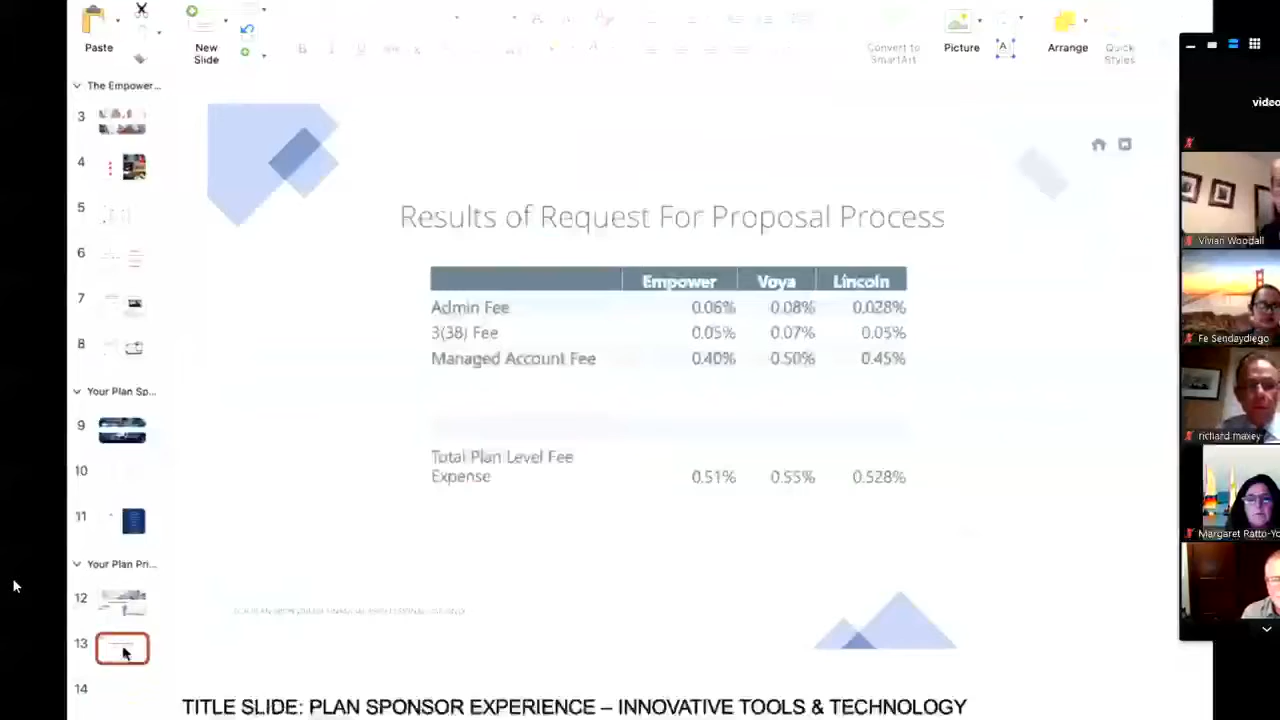 Paste
New
Slide
Convert to
SmartArt
Picture
Arrange
Quick
Styles
The Empower...
3
4
5
6
7
8
Your Plan Sp...
9
10
11
Your Plan Pri...
12
13
14
Results of Request For Proposal Process
Empower Voya Lincoln
Admin Fee 0.06% 0.08% 0.028%
3(38) Fee 0.05% 0.07% 0.05%
Managed Account Fee 0.40% 0.50% 0.45%
Total Plan Level Fee
Expense 0.51% 0.55% 0.528%
TITLE SLIDE: PLAN SPONSOR EXPERIENCE – INNOVATIVE TOOLS & TECHNOLOGY
video
Vivian Woodall
Fe Sendaydiego
richard maxey
Margaret Ratto-Yo